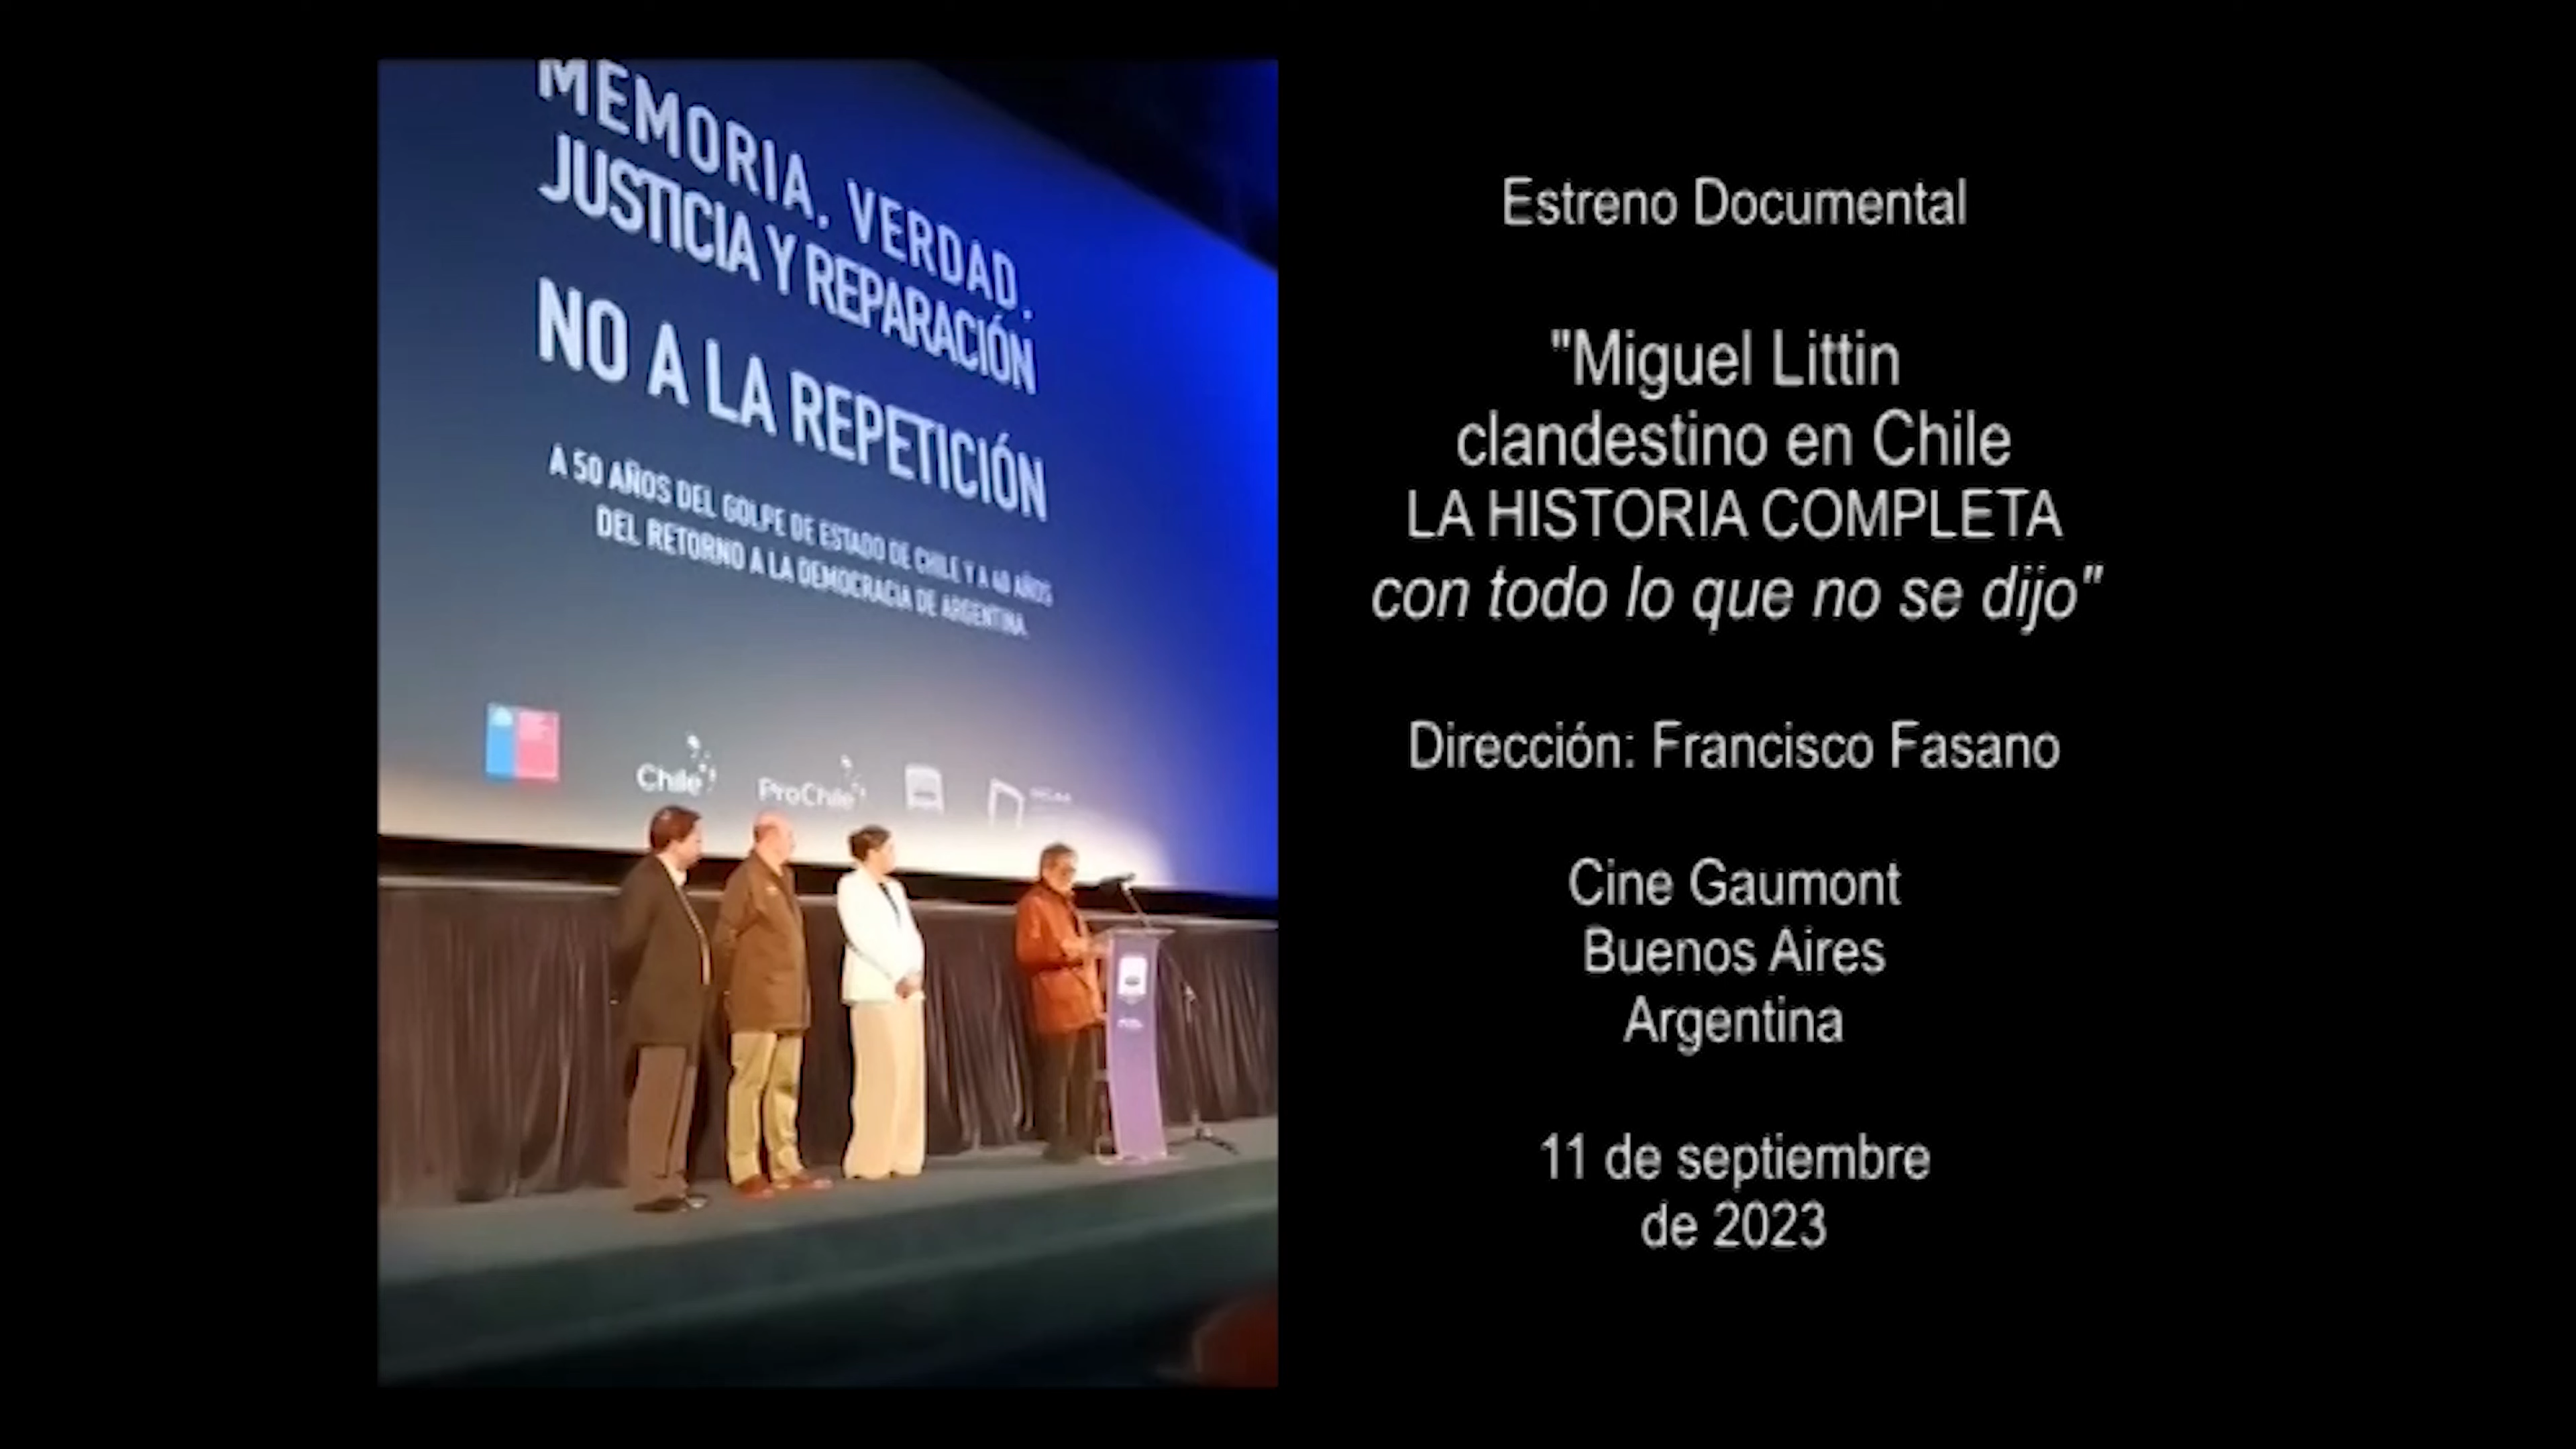 MEMORIA, VERDAD,
JUSTICIA Y REPARACIÓN
NO A LA REPETICIÓN
A 50 AÑOS DEL GOLPE DE ESTADO DE CHILE Y A 40 AÑOS
DEL RETORNO A LA DEMOCRACIA DE ARGENTINA.
Chile
ProChile
Estreno Documental
"Miguel Littin
clandestino en Chile
LA HISTORIA COMPLETA
con todo lo que no se dijo"
Dirección: Francisco Fasano
Cine Gaumont
Buenos Aires
Argentina
11 de septiembre
de 2023